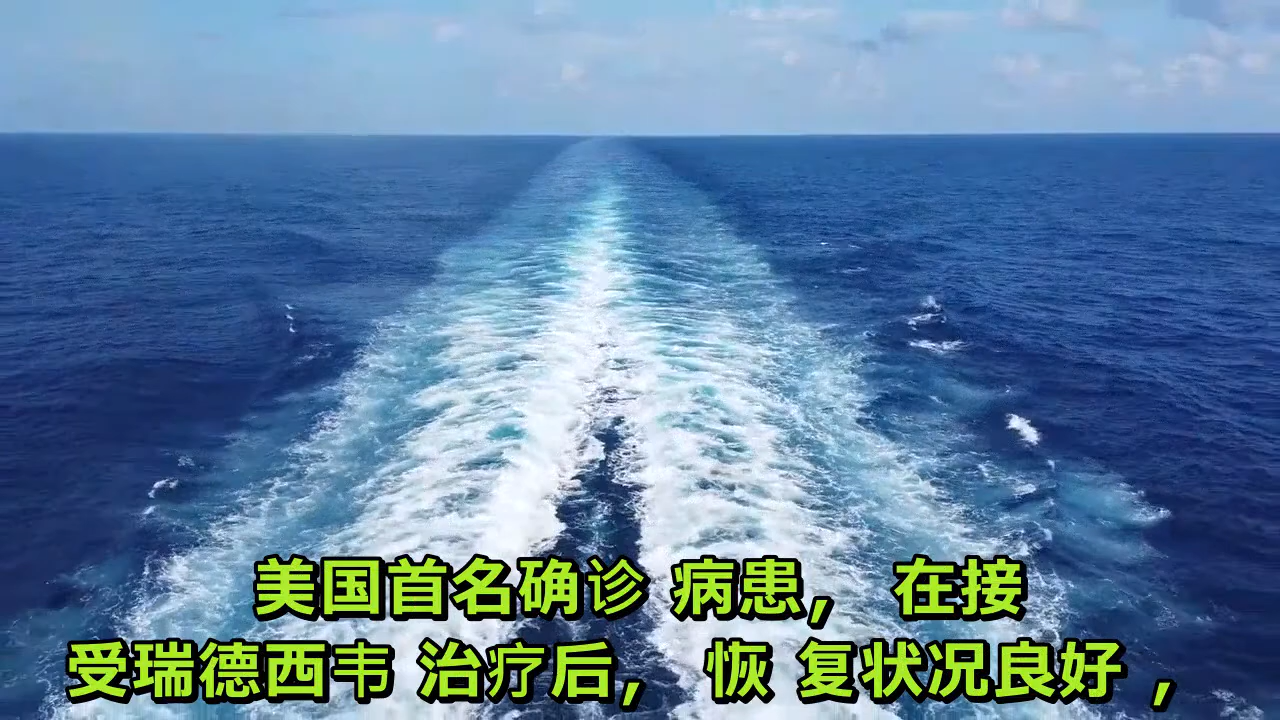 美国首名确诊 病患， 在接
受瑞德西韦 治疗后， 恢 复状况良好 ，